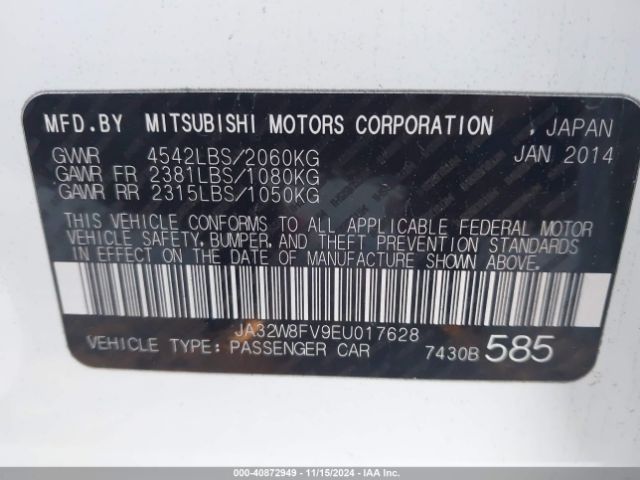 MFD.BY MITSUBISHI MOTORS CORPORATION , JAPAN
GVWR 4542LBS/2060KG JAN 2014
GAWR FR 2381LBS/1080KG
GAWR RR 2315LBS/1050KG
THIS VEHICLE CONFORMS TO ALL APPLICABLE FEDERAL MOTOR
VEHICLE SAFETY, BUMPER, AND THEFT PREVENTION STANDARDS
IN EFFECT ON THE DATE OF MANUFACTURE SHOWN ABOVE.
JA32W8FV9EU017628
VEHICLE TYPE: PASSENGER CAR 7430B 585
000-40872949 - 11/15/2024 - IAAI.COM